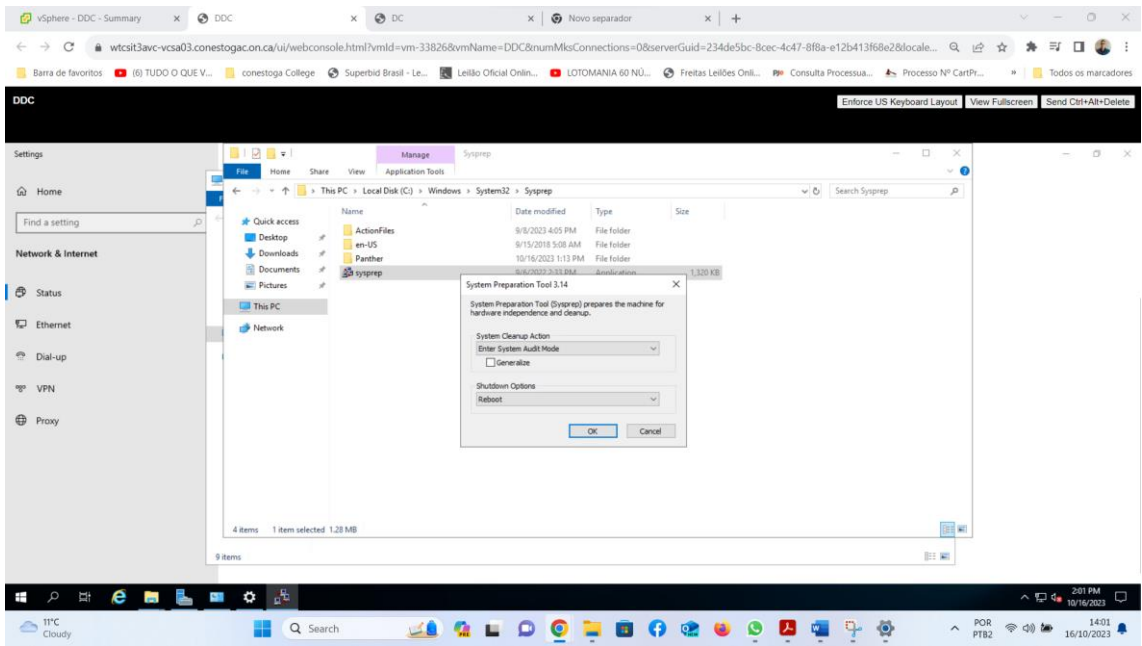 vSphere - DDC - Summary
DDC
DC
Novo separador
wtcsit3avc-vcsa03.conestogac.on.ca/ui/webconsole.html?vmId=vm-33826&vmName=DDC&numMksConnections=0&serverGuid=234de5bc-8cec-4c47-8f8a-e12b413f68e2&locale...
Barra de favoritos
(6) TUDO O QUE V...
conestoga College
Superbid Brasil - Le...
Leilão Oficial Onlin...
LOTOMANIA 60 NÚ...
Freitas Leilões Onli...
Consulta Processua...
Processo Nº CartPr...
»
Todos os marcadores
DDC
Enforce US Keyboard Layout
View Fullscreen
Send Ctrl+Alt+Delete
Settings
Home
Find a setting
Network & Internet
Status
Ethernet
Dial-up
VPN
Proxy
Manage
Sysprep
File
Home
Share
View
Application Tools
This PC > Local Disk (C:) > Windows > System32 > Sysprep
Search Sysprep
Quick access
Desktop
Downloads
Documents
Pictures
This PC
Network
Name Date modified Type Size
ActionFiles 9/8/2023 4:05 PM File folder
en-US 9/15/2018 5:08 AM File folder
Panther 10/16/2023 1:13 PM File folder
sysprep 9/6/2022 2:33 PM Application 1,320 KB
System Preparation Tool 3.14
System Preparation Tool (Sysprep) prepares the machine for
hardware independence and cleanup.
System Cleanup Action
Enter System Audit Mode
Generalize
Shutdown Options
Reboot
OK
Cancel
4 items 1 item selected 1.28 MB
9 items
2:01 PM
10/16/2023
11°C
Cloudy
Search
POR
PTB2
14:01
16/10/2023